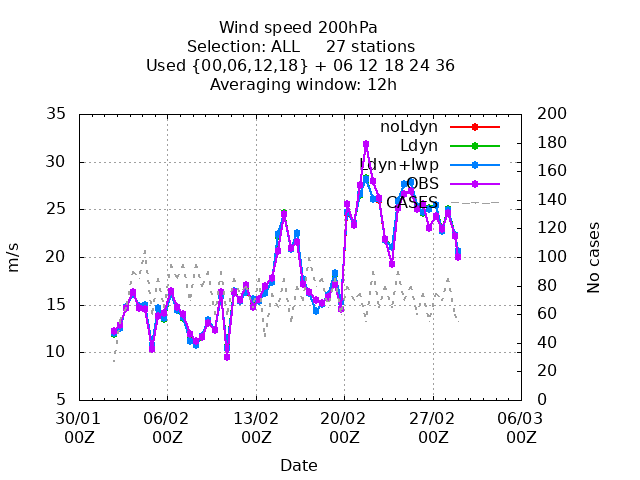 Wind speed 200hPa
Selection: ALL 27 stations
Used {00,06,12,18} + 06 12 18 24 36
Averaging window: 12h
35
30
25
20
15
10
5
m/s
200
180
160
140
120
100
80
60
40
20
0
No cases
noLdyn
Ldyn
Ldyn+lwp
OBS
CASES
30/01 06/02 13/02 20/02 27/02 06/03
00Z 00Z 00Z 00Z 00Z 00Z
Date